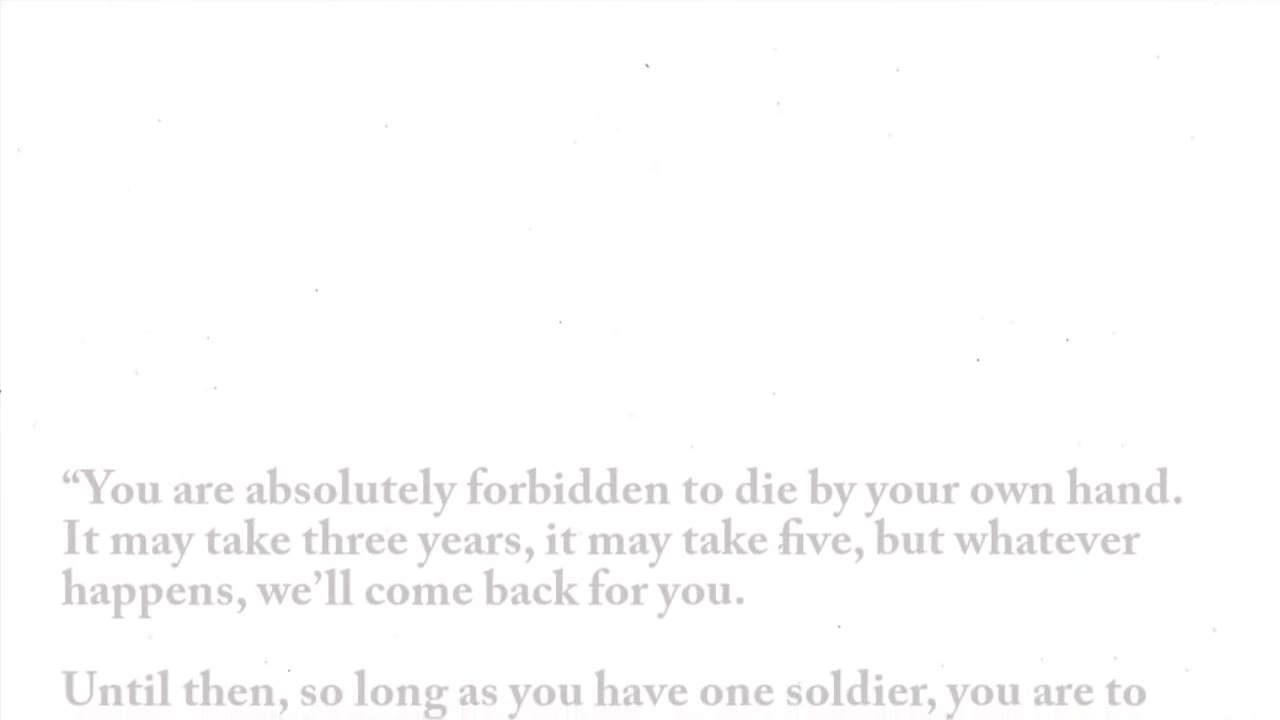 “You are absolutely forbidden to die by your own hand.
It may take three years, it may take five, but whatever
happens, we’ll come back for you.
Until then, so long as you have one soldier, you are to